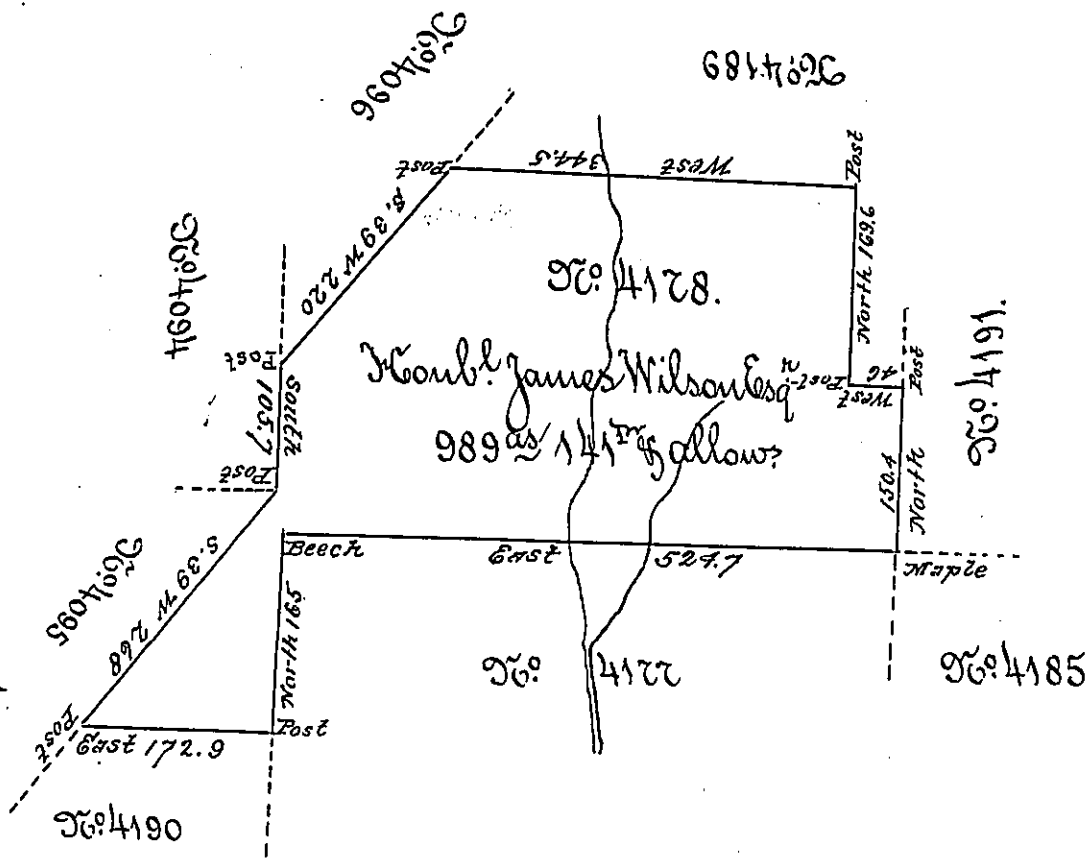 No: 4096
No: 4189
Post
344.5
West
Post
S. 39 W 220
North 169.6
No: 4094
No: 4178.
No: 4191.
Post
South
105.7
Post
Honbl. James Wilson Esqr
989 as 141 ps & allowe
Post
West
46
Post
150.4
North
Beech
East 524.7
Maple
No: 4095
S. 39 W 268
North 165
No: 4177
No: 4185
Post
East 172.9
Post
No: 4190